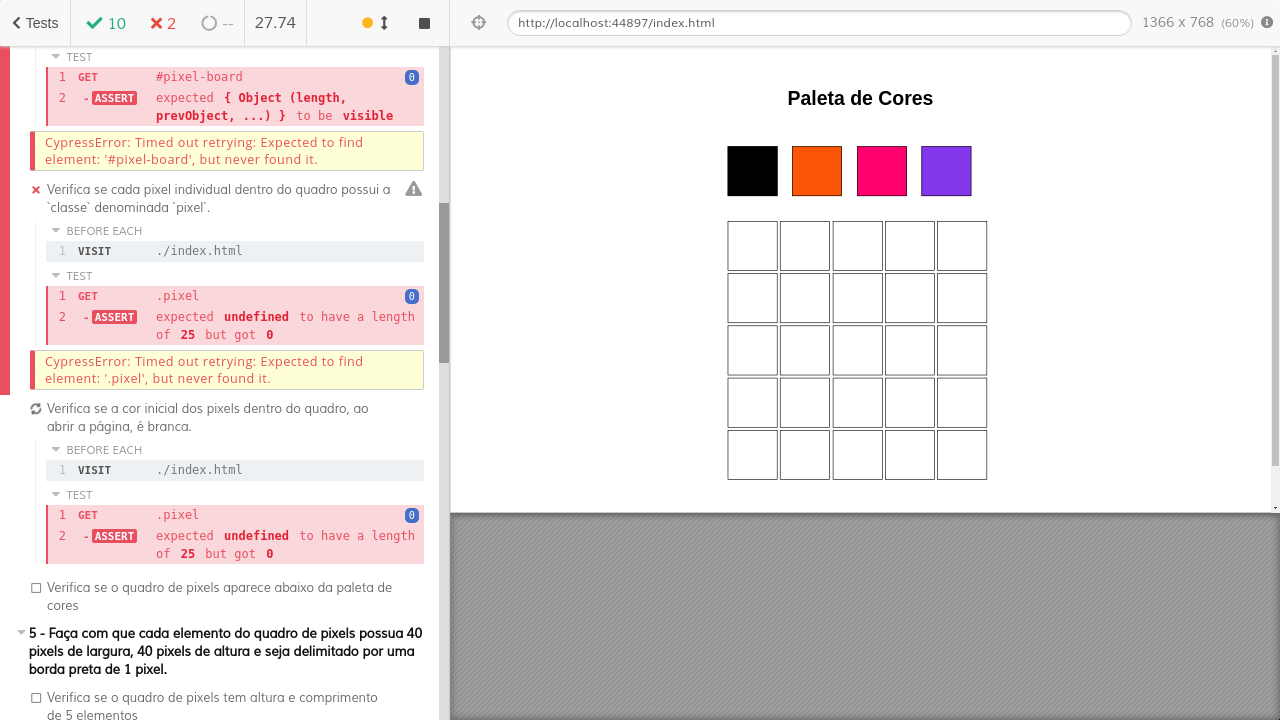 Tests 10 2 -- 27.74 http://localhost:44897/index.html 1366 x 768 (60%)
TEST
1 GET #pixel-board 0
2 - ASSERT expected { Object (length,
prevObject, ...) } to be visible
CypressError: Timed out retrying: Expected to find
element: '#pixel-board', but never found it.
Verifica se cada pixel individual dentro do quadro possui a
`classe` denominada `pixel`.
BEFORE EACH
1 VISIT ./index.html
TEST
1 GET .pixel 0
2 - ASSERT expected undefined to have a length
of 25 but got 0
CypressError: Timed out retrying: Expected to find
element: '.pixel', but never found it.
Verifica se a cor inicial dos pixels dentro do quadro, ao
abrir a página, é branca.
BEFORE EACH
1 VISIT ./index.html
TEST
1 GET .pixel 0
2 - ASSERT expected undefined to have a length
of 25 but got 0
Verifica se o quadro de pixels aparece abaixo da paleta de
cores
5 - Faça com que cada elemento do quadro de pixels possua 40
pixels de largura, 40 pixels de altura e seja delimitado por uma
borda preta de 1 pixel.
Verifica se o quadro de pixels tem altura e comprimento
de 5 elementos
Paleta de Cores